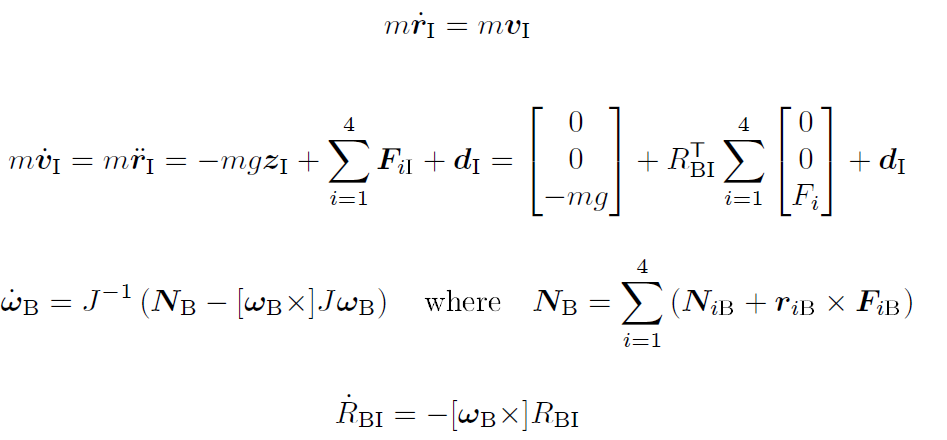 $m\dot{\boldsymbol{r}}_{\mathrm{I}} = m\boldsymbol{v}_{\mathrm{I}}$
$m\dot{\boldsymbol{v}}_{\mathrm{I}} = m\ddot{\boldsymbol{r}}_{\mathrm{I}} = -mg\boldsymbol{z}_{\mathrm{I}} + \sum_{i=1}^{4} \boldsymbol{F}_{i\mathrm{I}} + \boldsymbol{d}_{\mathrm{I}} = \begin{bmatrix} 0 \\ 0 \\ -mg \end{bmatrix} + R_{\mathrm{BI}}^{\mathsf{T}} \sum_{i=1}^{4} \begin{bmatrix} 0 \\ 0 \\ F_i \end{bmatrix} + \boldsymbol{d}_{\mathrm{I}}$
$\dot{\boldsymbol{\omega}}_{\mathrm{B}} = J^{-1} \left( \boldsymbol{N}_{\mathrm{B}} - [\boldsymbol{\omega}_{\mathrm{B}} \times] J \boldsymbol{\omega}_{\mathrm{B}} \right) \quad \text{where} \quad \boldsymbol{N}_{\mathrm{B}} = \sum_{i=1}^{4} \left( \boldsymbol{N}_{i\mathrm{B}} + \boldsymbol{r}_{i\mathrm{B}} \times \boldsymbol{F}_{i\mathrm{B}} \right)$
$\dot{R}_{\mathrm{BI}} = -[\boldsymbol{\omega}_{\mathrm{B}} \times] R_{\mathrm{BI}}$